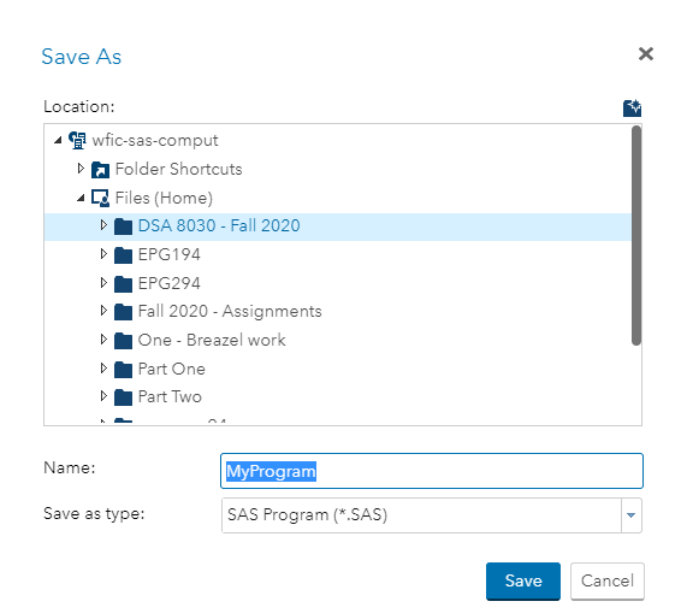 Save As
Location:
wfic-sas-comput
Folder Shortcuts
Files (Home)
DSA 8030 - Fall 2020
EPG194
EPG294
Fall 2020 - Assignments
One - Breazel work
Part One
Part Two
Name:
MyProgram
Save as type:
SAS Program (*.SAS)
Save
Cancel